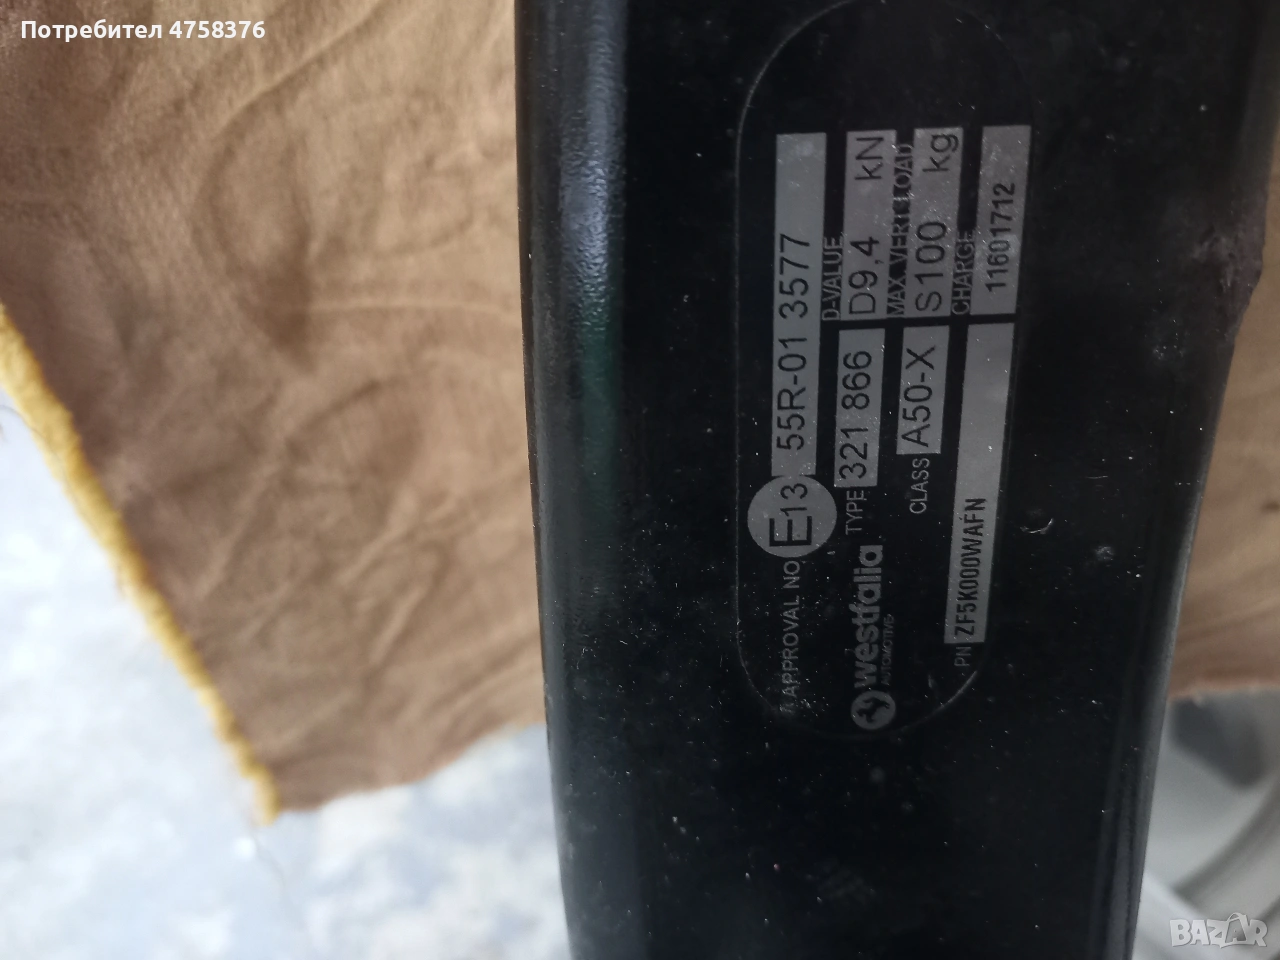 Потребител 4758376
APPROVAL NO E13 55R-01 3577
westfalia
AUTOMOTIVE
TYPE 321 866
D-VALUE
D9,4 kN
CLASS A50-X
MAX. VERT. LOAD
S100 kg
PN ZF5K000WAFN
CHARGE
11601712
BAZAR